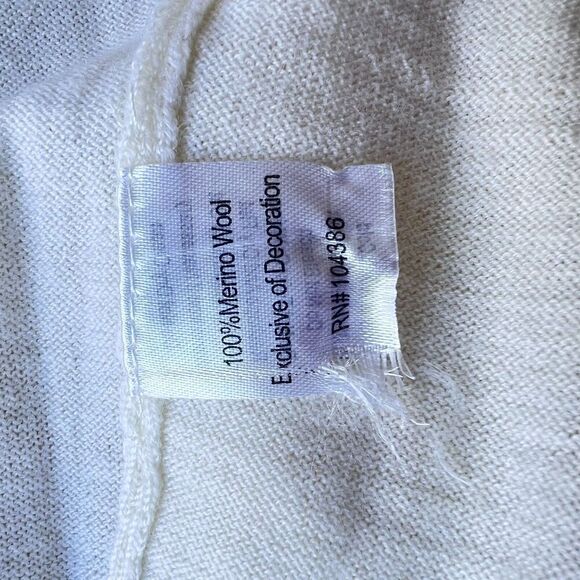 100%Merino Wool
Exclusive of Decoration
RN# 104386